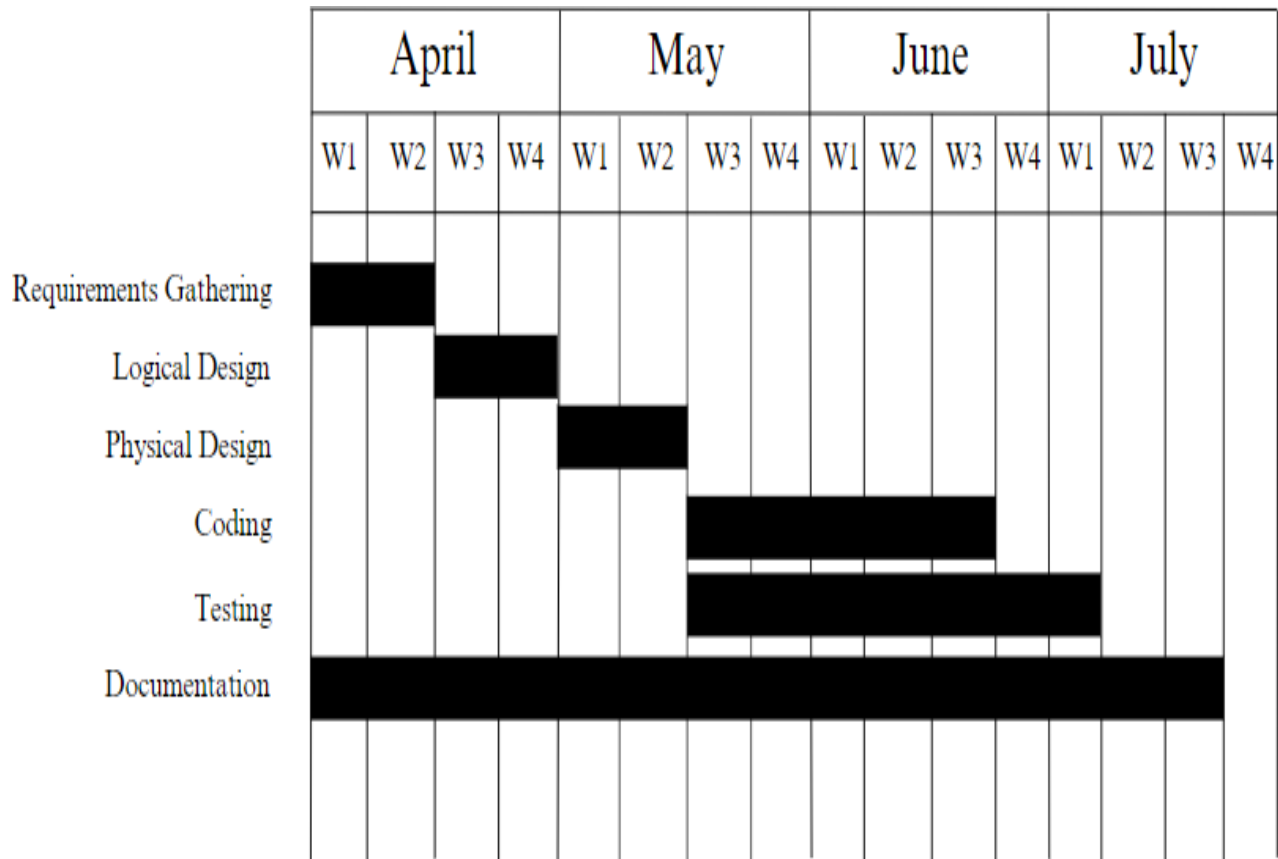 April May June July
W1 W2 W3 W4 W1 W2 W3 W4 W1 W2 W3 W4 W1 W2 W3 W4
Requirements Gathering
Logical Design
Physical Design
Coding
Testing
Documentation